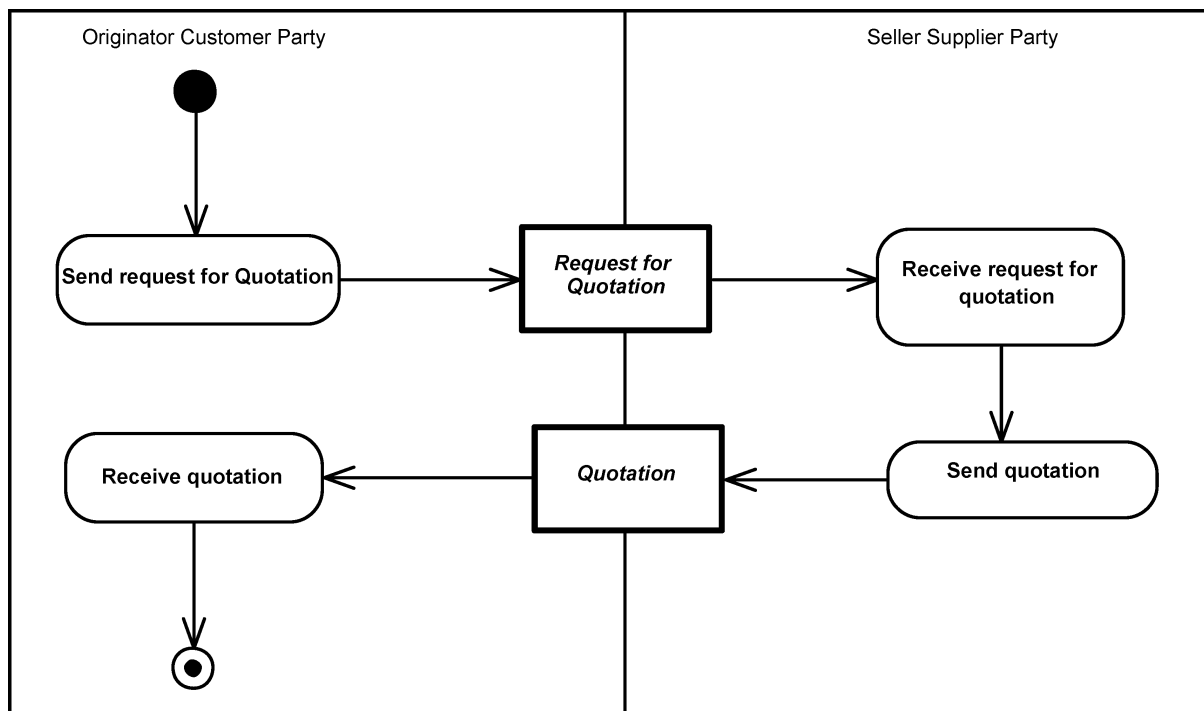 Originator Customer Party
Seller Supplier Party
Send request for Quotation
Request for
Quotation
Receive request for
quotation
Receive quotation
Quotation
Send quotation